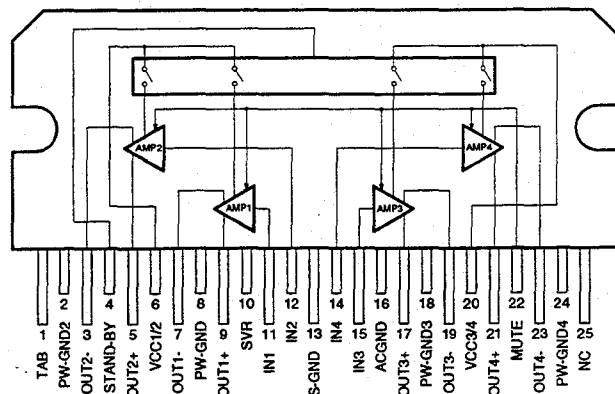 AMP2
AMP4
AMP1
AMP3
1 TAB
2 PW-GND2
3 OUT2-
4 STAND-BY
5 OUT2+
6 VCC1/2
7 OUT1-
8 PW-GND
9 OUT1+
10 SVR
11 IN1
12 IN2
13 S-GND
14 IN4
15 IN3
16 ACGND
17 OUT3+
18 PW-GND3
19 OUT3-
20 VCC3/4
21 OUT4+
22 MUTE
23 OUT4-
24 PW-GND4
25 NC